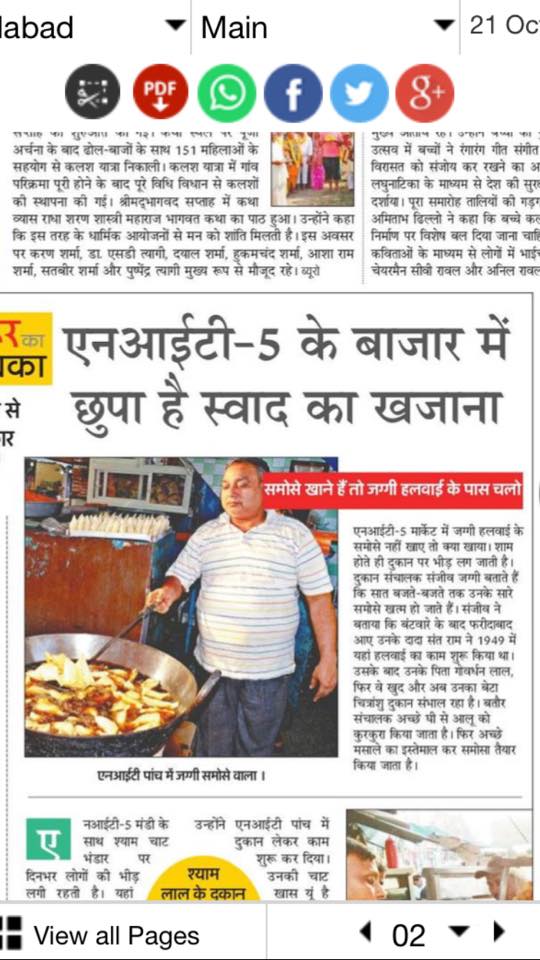 labad
Main
21 Oct
PDF
g+
अर्चना के बाद ढोल-बाजों के साथ 151 महिलाओं के
सहयोग से कलश यात्रा निकाली। कलश यात्रा में गांव
परिक्रमा पूरी होने के बाद पूरे विधि विधान से कलशों
की स्थापना की गई। श्रीमद्भागवद सप्ताह में कथा
व्यास राधा शरण शास्त्री महाराज भागवत कथा का पाठ हुआ। उन्होंने कहा
कि इस तरह के धार्मिक आयोजनों से मन को शांति मिलती है। इस अवसर
पर करण शर्मा, डा. एसडी त्यागी, दयाल शर्मा, हुकमचंद शर्मा, आशा राम
शर्मा, सतबीर शर्मा और पुष्पेंद्र त्यागी मुख्य रूप से मौजूद रहे। ब्यूरो
उत्सव में बच्चों ने रंगारंग गीत संगीत
विरासत को संजोय कर रखने का
लघुनाटिका के माध्यम से देश की
दर्शाया। पूरा समारोह तालियों की
अमिताभ ढिल्लो ने कहा कि बच्चे
निर्माण पर विशेष बल दिया जाना
कविताओं के माध्यम से लोगों में
चेयरमैन सीवी रावल और अनिल रावल
का
से
एनआईटी-5 के बाजार में
छुपा है स्वाद का खजाना
समोसे खाने हैं तो जग्गी हलवाई के पास चलो
एनआईटी-5 मार्केट में जग्गी हलवाई के
समोसे नहीं खाए तो क्या खाया। शाम
होते ही दुकान पर भीड़ लग जाती है।
दुकान संचालक संजीव जग्गी बताते हैं
कि सात बजते-बजते तक उनके सारे
समोसे खत्म हो जाते हैं। संजीव ने
बताया कि बंटवारे के बाद फरीदाबाद
आए उनके दादा संत राम ने 1949 में
यहां हलवाई का काम शुरू किया था।
उसके बाद उनके पिता गोवर्धन लाल,
फिर वे खुद और अब उनका बेटा
चित्रांशु दुकान संभाल रहा है। बतौर
संचालक अच्छे घी से आलू को
कुरकुरा किया जाता है। फिर अच्छे
मसाले का इस्तेमाल कर समोसा तैयार
किया जाता है।
एनआईटी पांच में जग्गी समोसे वाला ।
ए
नआईटी-5 मंडी के
साथ श्याम चाट
भंडार पर
दिनभर लोगों की भीड़
लगी रहती है। यहां
श्याम
लाल के दुकान
उन्होंने एनआईटी पांच में
दुकान लेकर काम
शुरू कर दिया।
उनकी चाट
खास यूं है
View all Pages
02